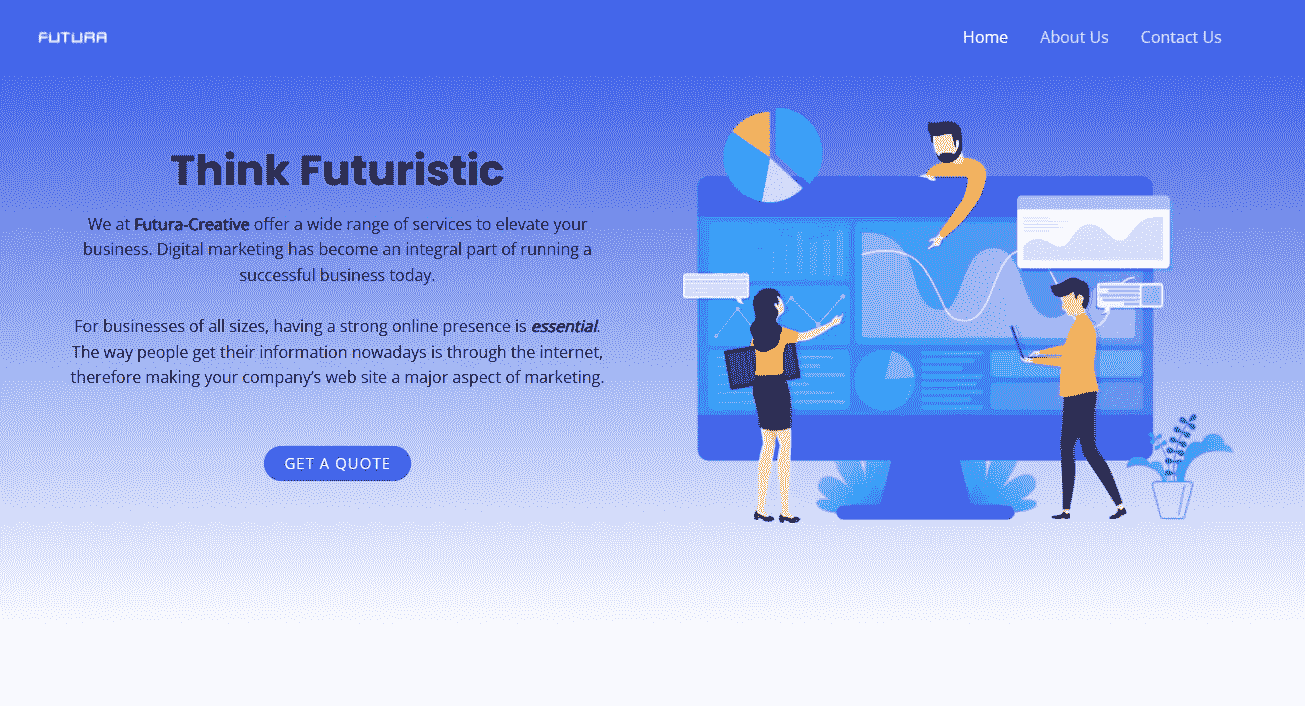 FUTURA
Home
About Us
Contact Us
Think Futuristic
We at Futura-Creative offer a wide range of services to elevate your
business. Digital marketing has become an integral part of running a
successful business today.
For businesses of all sizes, having a strong online presence is essential.
The way people get their information nowadays is through the internet,
therefore making your company’s web site a major aspect of marketing.
GET A QUOTE